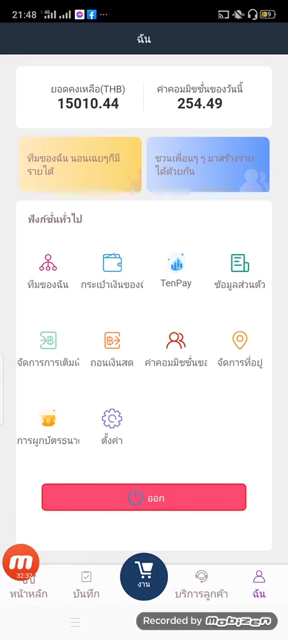 21:48
ฉัน
ยอดคงเหลือ(THB)
15010.44
ค่าคอมมิชชั่นของวันนี้
254.49
ทีมของฉัน นอนเฉยๆก็มี
รายได้
ชวนเพื่อนๆ ๆ มาสร้างราย
ได้ด้วยกัน
ฟังก์ชั่นทั่วไป
ทีมของฉัน
กระเป๋าเงินของฉ
TenPay
ข้อมูลส่วนตัว
จัดการการเติมเ
ถอนเงินสด
ค่าคอมมิชชั่นขอ
จัดการที่อยู่
การผูกบัตรธนา
ตั้งค่า
ออก
32:32
หน้าหลัก
บันทึก
งาน
บริการลูกค้า
ฉัน
Recorded by Mobizen